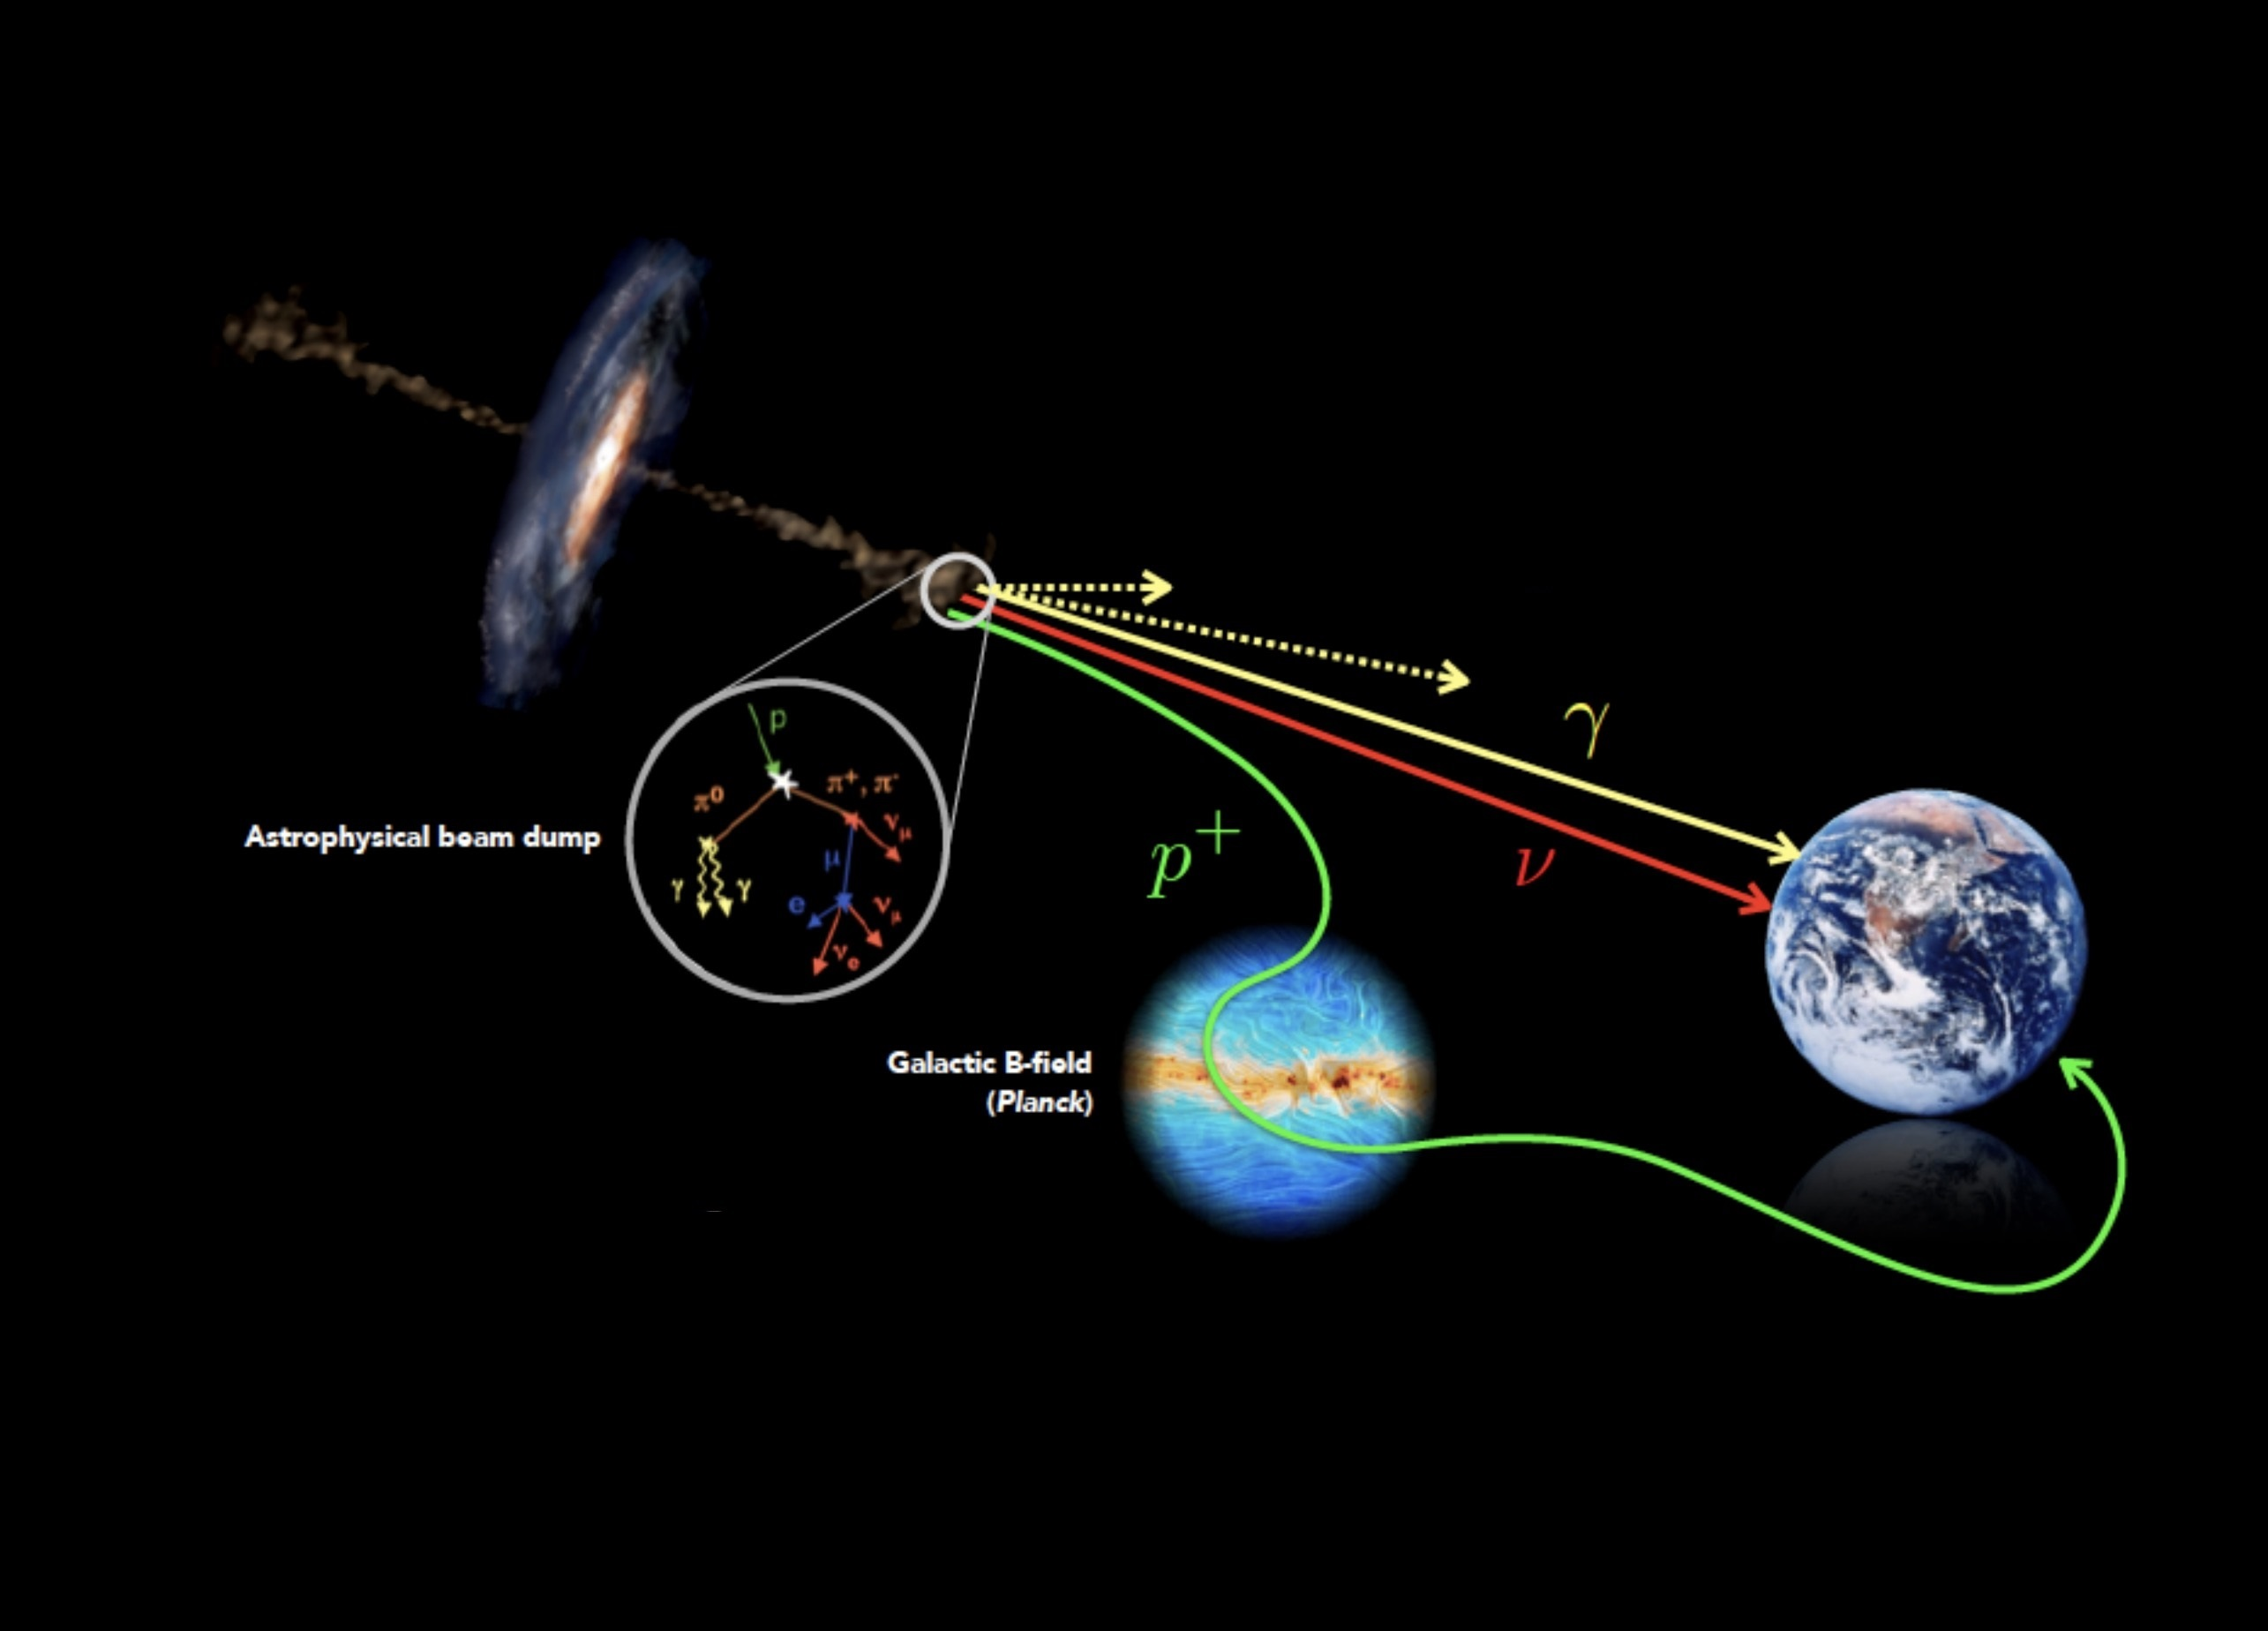 γ
p
π⁰
π⁺, π⁻
ν_μ
μ
γ γ
e
ν_μ
ν_e
Astrophysical beam dump
p⁺
ν
Galactic B-field
(Planck)